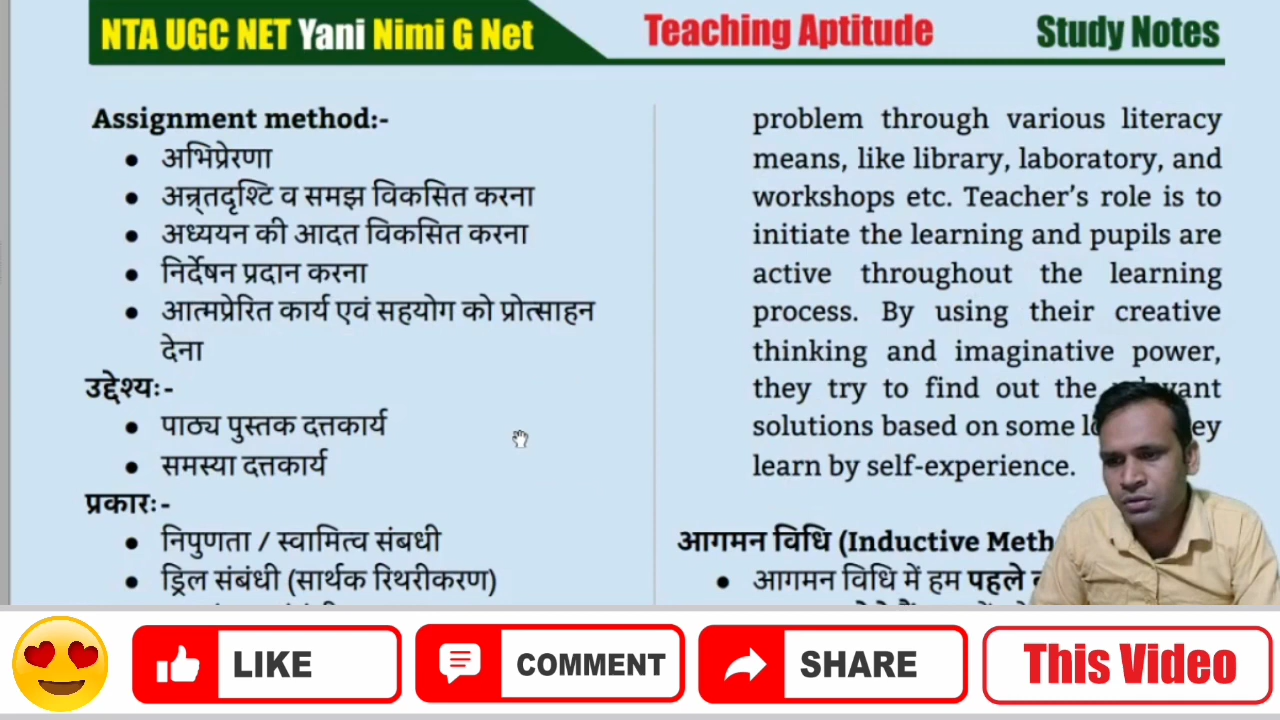 NTA UGC NET Yani Nimi G Net
Teaching Aptitude
Study Notes
Assignment method:-
• अभिप्रेरणा
• अन्र्तदृश्टि व समझ विकसित करना
• अध्ययन की आदत विकसित करना
• निर्देषन प्रदान करना
• आत्मप्रेरित कार्य एवं सहयोग को प्रोत्साहन
देना
उद्देश्यः-
• पाठ्य पुस्तक दत्तकार्य
• समस्या दत्तकार्य
प्रकारः-
• निपुणता / स्वामित्व संबधी
• ड्रिल संबंधी (सार्थक रिथरीकरण)
problem through various literacy
means, like library, laboratory, and
workshops etc. Teacher's role is to
initiate the learning and pupils are
active throughout the learning
process. By using their creative
thinking and imaginative power,
they try to find out the
solutions based on some
learn by self-experience.
आगमन विधि (Inductive
• आगमन विधि में हम पहले
LIKE
COMMENT
SHARE
This Video